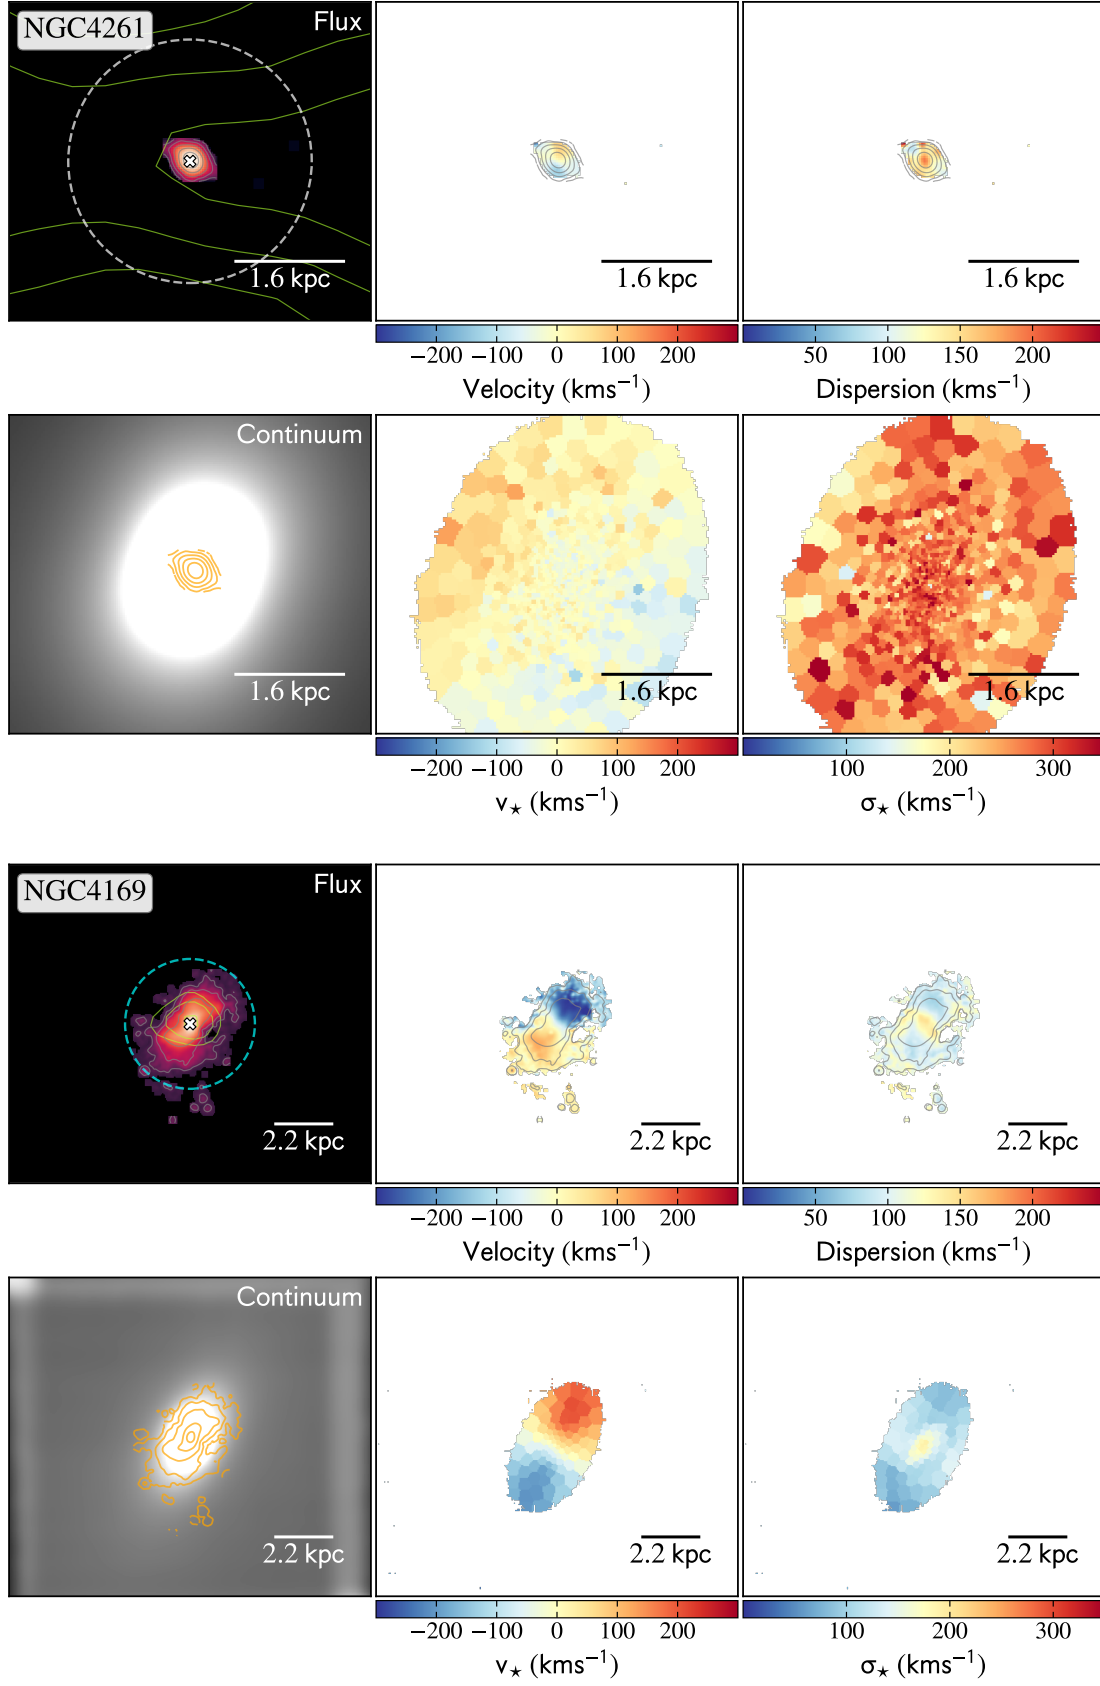 NGC4261
Flux
1.6 kpc
1.6 kpc
1.6 kpc
−200 −100 0 100 200
50 100 150 200
Velocity (kms⁻¹)
Dispersion (kms⁻¹)
Continuum
1.6 kpc
1.6 kpc
1.6 kpc
−200 −100 0 100 200
100 200 300
v⋆ (kms⁻¹)
σ⋆ (kms⁻¹)
NGC4169
Flux
2.2 kpc
2.2 kpc
2.2 kpc
−200 −100 0 100 200
50 100 150 200
Velocity (kms⁻¹)
Dispersion (kms⁻¹)
Continuum
2.2 kpc
2.2 kpc
2.2 kpc
−200 −100 0 100 200
100 200 300
v⋆ (kms⁻¹)
σ⋆ (kms⁻¹)